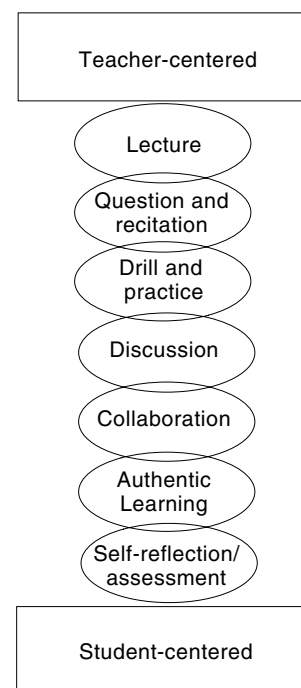 Teacher-centered
Lecture
Question and
recitation
Drill and
practice
Discussion
Collaboration
Authentic
Learning
Self-reflection/
assessment
Student-centered